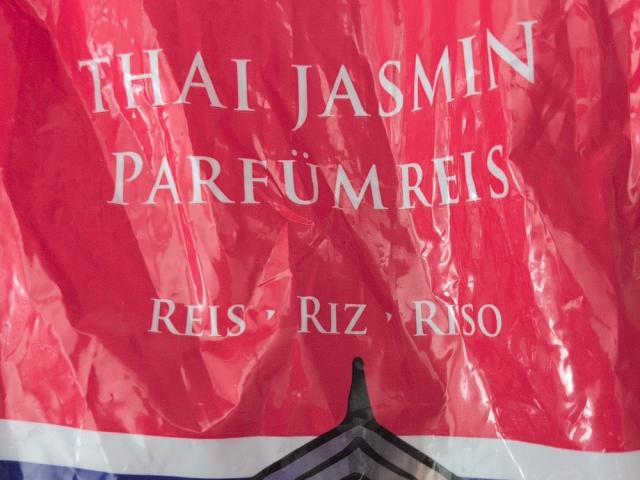 THAI JASMIN
PARFÜMREIS
REIS · RIZ · RISO